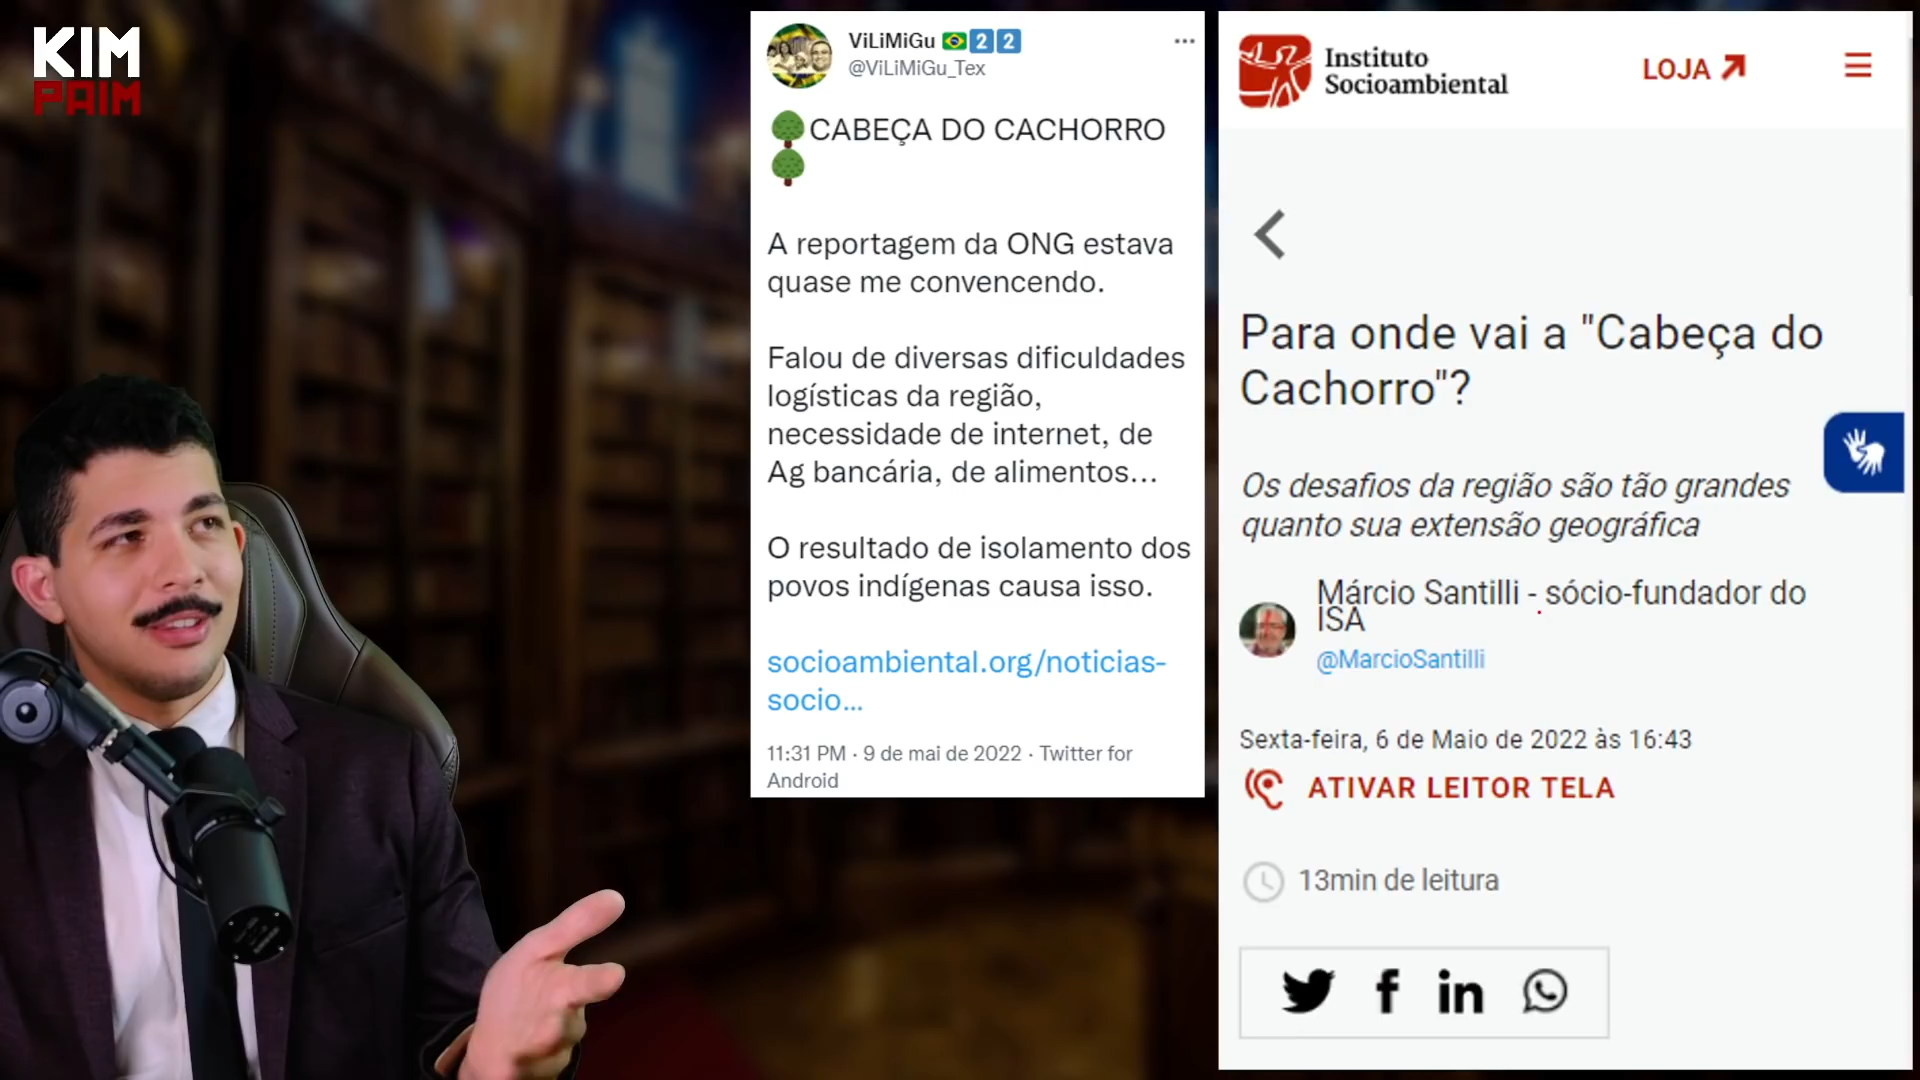 KIM
PAIM
ViLiMiGu 🇧🇷2️⃣2️⃣
@ViLiMiGu_Tex
🌳CABEÇA DO CACHORRO
🌳
A reportagem da ONG estava
quase me convencendo.
Falou de diversas dificuldades
logísticas da região,
necessidade de internet, de
Ag bancária, de alimentos...
O resultado de isolamento dos
povos indígenas causa isso.
socioambiental.org/noticias-
socio...
11:31 PM · 9 de mai de 2022 · Twitter for
Android
Instituto
Socioambiental
LOJA
Para onde vai a "Cabeça do
Cachorro"?
Os desafios da região são tão grandes
quanto sua extensão geográfica
Márcio Santilli - sócio-fundador do
ISA
@MarcioSantilli
Sexta-feira, 6 de Maio de 2022 às 16:43
ATIVAR LEITOR TELA
13min de leitura